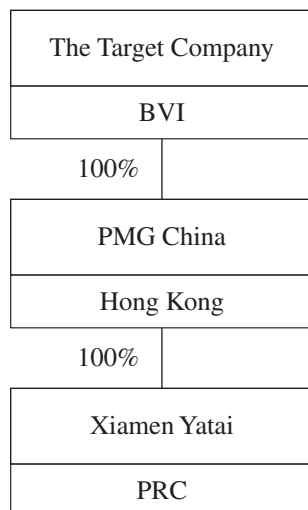 The Target Company
BVI
100%
PMG China
Hong Kong
100%
Xiamen Yatai
PRC